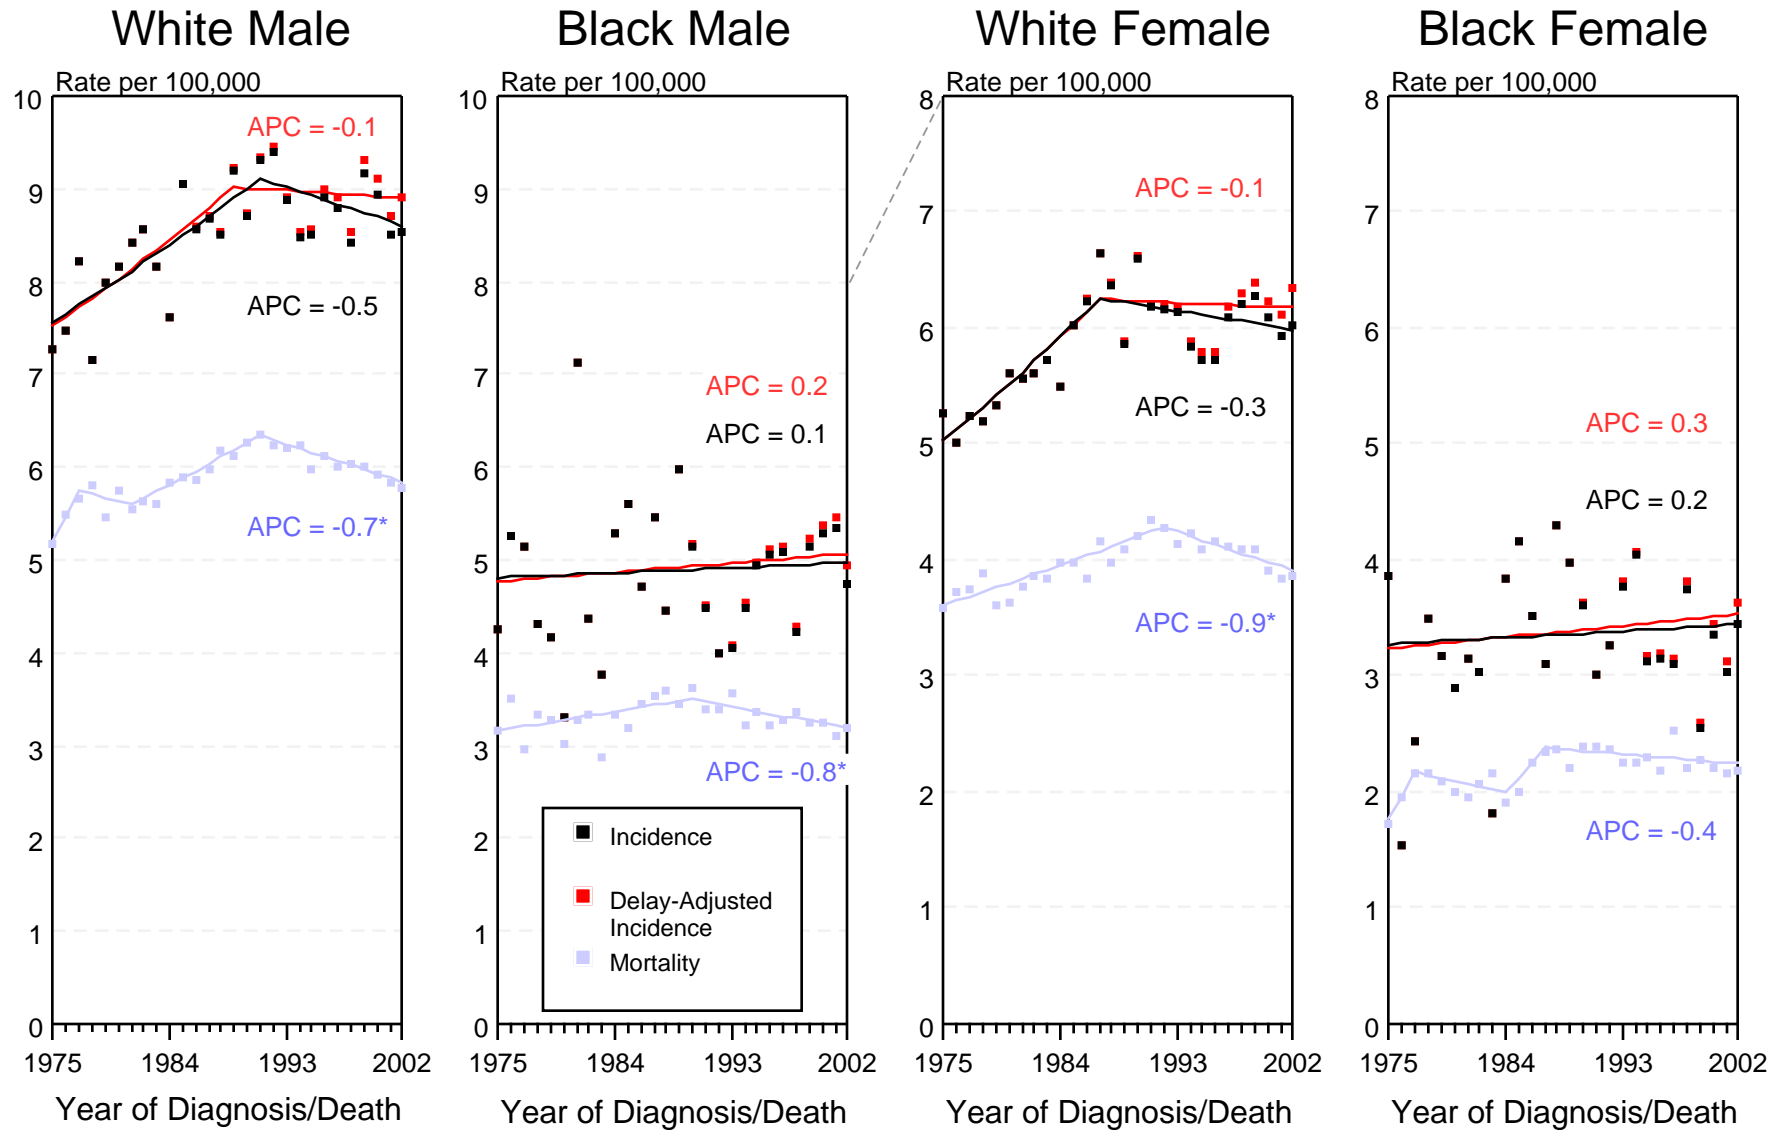 White Male
Rate per 100,000
10
9
8
7
6
5
4
3
2
1
0
APC = -0.1
APC = -0.5
APC = -0.7*
1975
1984
1993
2002
Year of Diagnosis/Death
Black Male
Rate per 100,000
10
9
8
7
6
5
4
3
2
1
0
APC = 0.2
APC = 0.1
APC = -0.8*
Incidence
Delay-Adjusted
Incidence
Mortality
1975
1984
1993
2002
Year of Diagnosis/Death
White Female
Rate per 100,000
8
7
6
5
4
3
2
1
0
APC = -0.1
APC = -0.3
APC = -0.9*
1975
1984
1993
2002
Year of Diagnosis/Death
Black Female
Rate per 100,000
8
7
6
5
4
3
2
1
0
APC = 0.3
APC = 0.2
APC = -0.4
1975
1984
1993
2002
Year of Diagnosis/Death